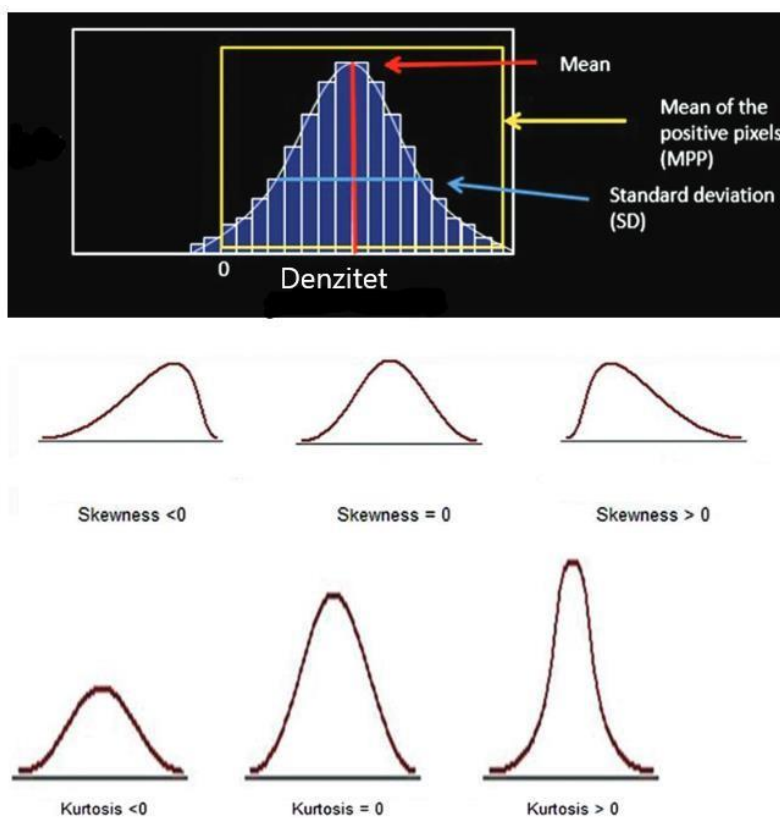 Mean
Mean of the
positive pixels
(MPP)
Standard deviation
(SD)
0
Denzitet
Skewness <0
Skewness = 0
Skewness > 0
Kurtosis <0
Kurtosis = 0
Kurtosis > 0